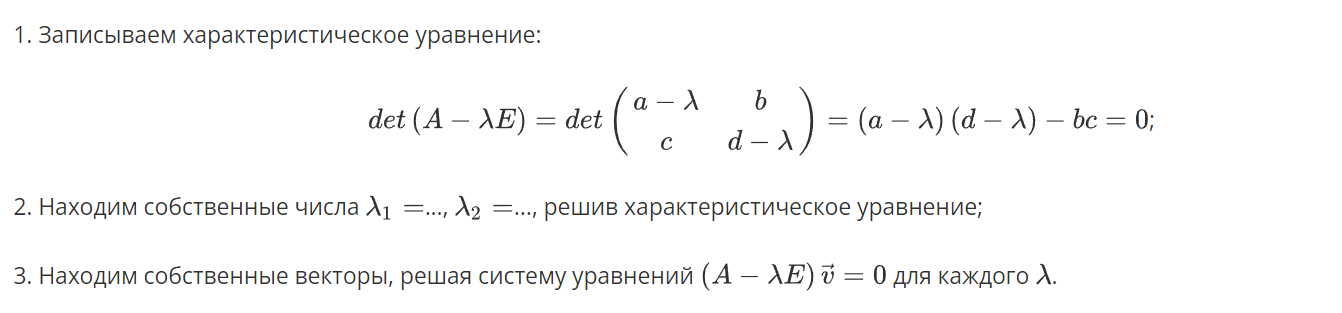 1. Записываем характеристическое уравнение:
det (A − λE) = det ( a − λ b c d − λ ) = (a − λ) (d − λ) − bc = 0;
2. Находим собственные числа λ₁ =..., λ₂ =..., решив характеристическое уравнение;
3. Находим собственные векторы, решая систему уравнений (A − λE) v⃗ = 0 для каждого λ.